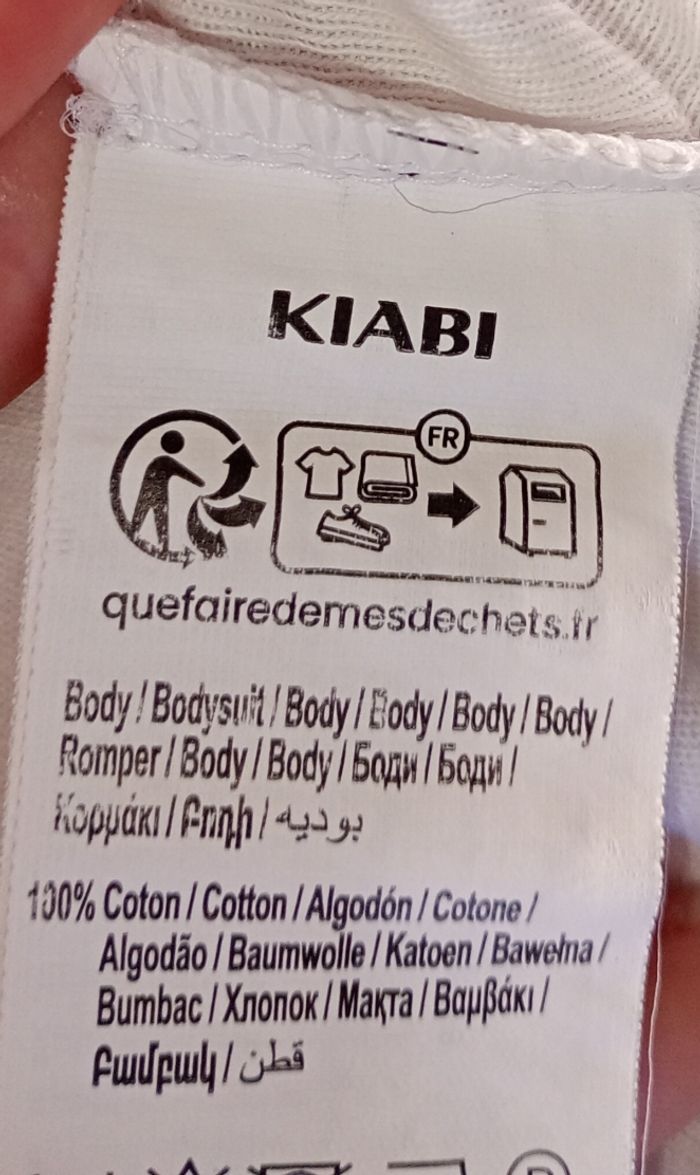 KIABI
FR
quefairedemesdechets.fr
Body / Bodysuit / Body / Body / Body / Body /
Romper / Body / Body / Боди / Боди /
Κορμάκι / Բոդի / بوديه
100% Coton / Cotton / Algodón / Cotone /
Algodão / Baumwolle / Katoen / Bawełna /
Bumbac / Хлопок / Мақта / Βαμβάκι /
Բամբակ / قطن